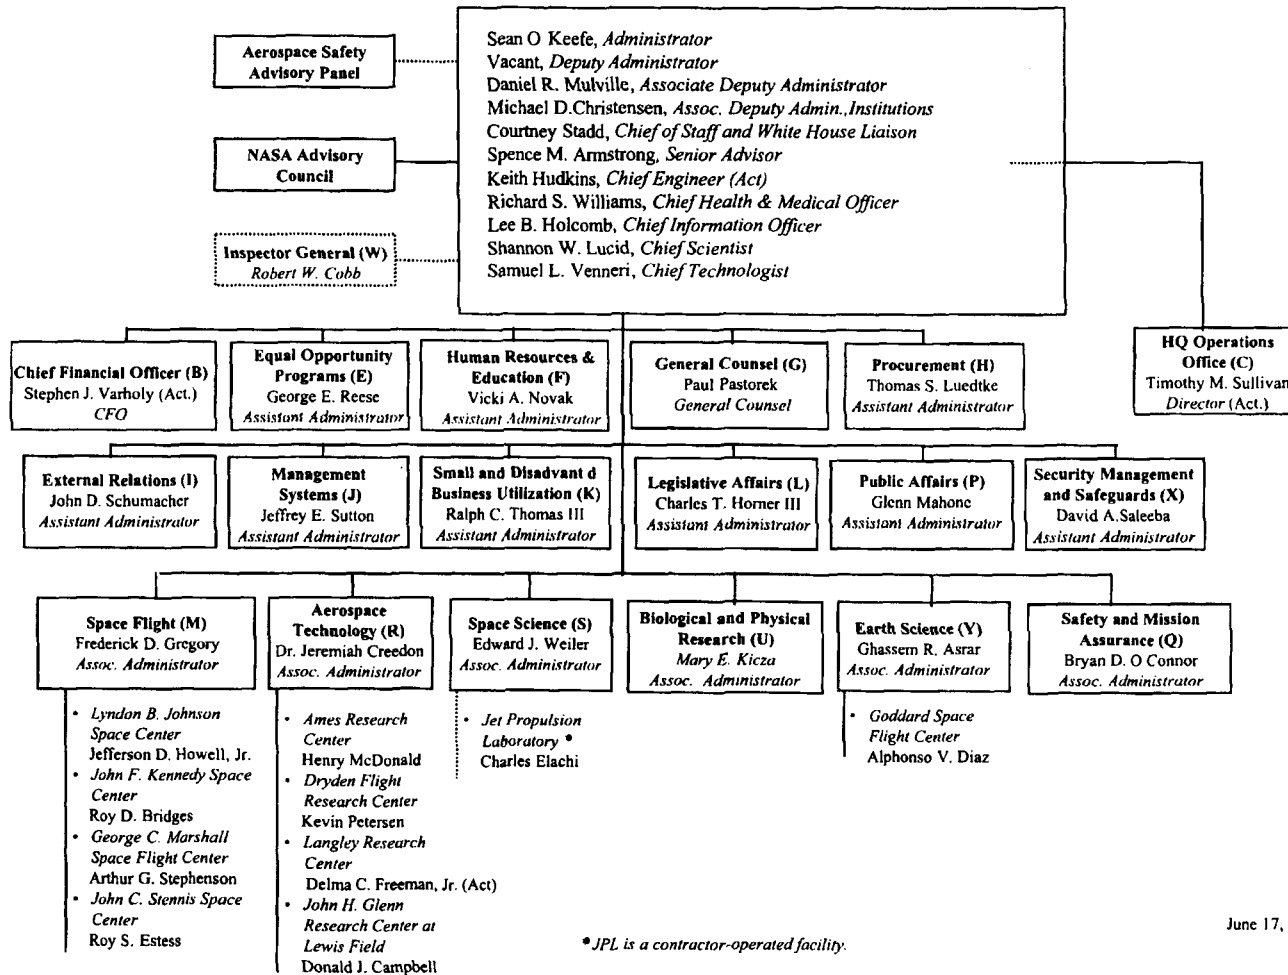 Aerospace Safety
Advisory Panel
NASA Advisory
Council
Inspector General (W)
Robert W. Cobb
Sean O Keefe, Administrator
Vacant, Deputy Administrator
Daniel R. Mulville, Associate Deputy Administrator
Michael D.Christensen, Assoc. Deputy Admin.,Institutions
Courtney Stadd, Chief of Staff and White House Liaison
Spence M. Armstrong, Senior Advisor
Keith Hudkins, Chief Engineer (Act)
Richard S. Williams, Chief Health & Medical Officer
Lee B. Holcomb, Chief Information Officer
Shannon W. Lucid, Chief Scientist
Samuel L. Venneri, Chief Technologist
Chief Financial Officer (B)
Stephen J. Varholy (Act.)
CFO
Equal Opportunity
Programs (E)
George E. Reese
Assistant Administrator
Human Resources &
Education (F)
Vicki A. Novak
Assistant Administrator
General Counsel (G)
Paul Pastorek
General Counsel
Procurement (H)
Thomas S. Luedtke
Assistant Administrator
HQ Operations
Office (C)
Timothy M. Sullivan
Director (Act.)
External Relations (I)
John D. Schumacher
Assistant Administrator
Management
Systems (J)
Jeffrey E. Sutton
Assistant Administrator
Small and Disadvant d
Business Utilization (K)
Ralph C. Thomas III
Assistant Administrator
Legislative Affairs (L)
Charles T. Horner III
Assistant Administrator
Public Affairs (P)
Glenn Mahone
Assistant Administrator
Security Management
and Safeguards (X)
David A.Saleeba
Assistant Administrator
Space Flight (M)
Frederick D. Gregory
Assoc. Administrator
Aerospace
Technology (R)
Dr. Jeremiah Creedon
Assoc. Administrator
Space Science (S)
Edward J. Weiler
Assoc. Administrator
Biological and Physical
Research (U)
Mary E. Kicza
Assoc. Administrator
Earth Science (Y)
Ghassem R. Asrar
Assoc. Administrator
Safety and Mission
Assurance (Q)
Bryan D. O Connor
Assoc. Administrator
• Lyndon B. Johnson
Space Center
Jefferson D. Howell, Jr.
• John F. Kennedy Space
Center
Roy D. Bridges
• George C. Marshall
Space Flight Center
Arthur G. Stephenson
• John C. Stennis Space
Center
Roy S. Estess
• Ames Research
Center
Henry McDonald
• Dryden Flight
Research Center
Kevin Petersen
• Langley Research
Center
Delma C. Freeman, Jr. (Act)
• John H. Glenn
Research Center at
Lewis Field
Donald J. Campbell
• Jet Propulsion
Laboratory *
Charles Elachi
• Goddard Space
Flight Center
Alphonso V. Diaz
* JPL is a contractor-operated facility.
June 17,